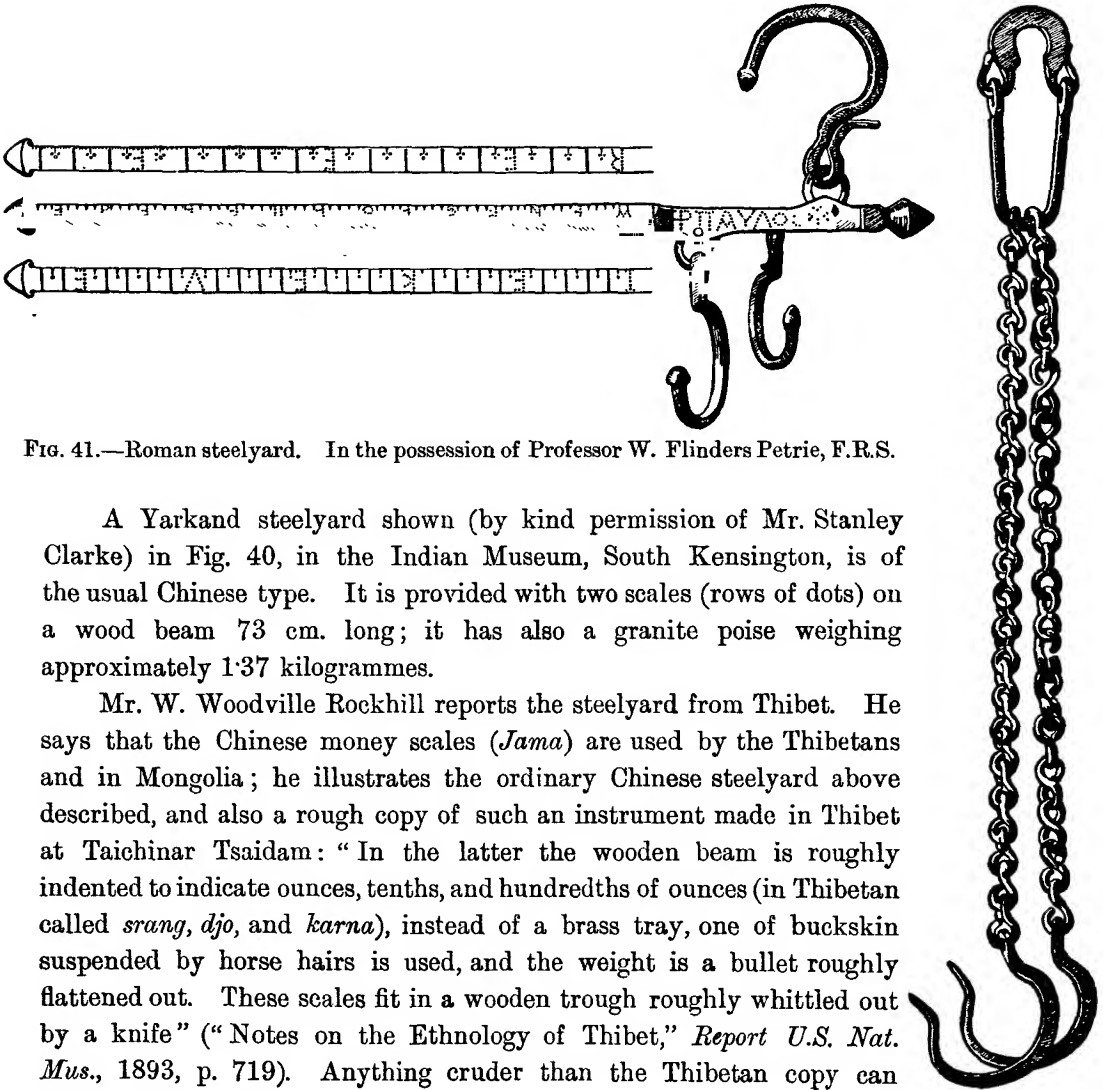 ΡΠΑΥΛΟ
FIG. 41.—Roman steelyard. In the possession of Professor W. Flinders Petrie, F.R.S.
A Yarkand steelyard shown (by kind permission of Mr. Stanley
Clarke) in Fig. 40, in the Indian Museum, South Kensington, is of
the usual Chinese type. It is provided with two scales (rows of dots) on
a wood beam 73 cm. long; it has also a granite poise weighing
approximately 1·37 kilogrammes.
Mr. W. Woodville Rockhill reports the steelyard from Thibet. He
says that the Chinese money scales (Jama) are used by the Thibetans
and in Mongolia; he illustrates the ordinary Chinese steelyard above
described, and also a rough copy of such an instrument made in Thibet
at Taichinar Tsaidam: “In the latter the wooden beam is roughly
indented to indicate ounces, tenths, and hundredths of ounces (in Thibetan
called srang, djo, and karna), instead of a brass tray, one of buckskin
suspended by horse hairs is used, and the weight is a bullet roughly
flattened out. These scales fit in a wooden trough roughly whittled out
by a knife” (“Notes on the Ethnology of Thibet,” Report U.S. Nat.
Mus., 1893, p. 719). Anything cruder than the Thibetan copy can